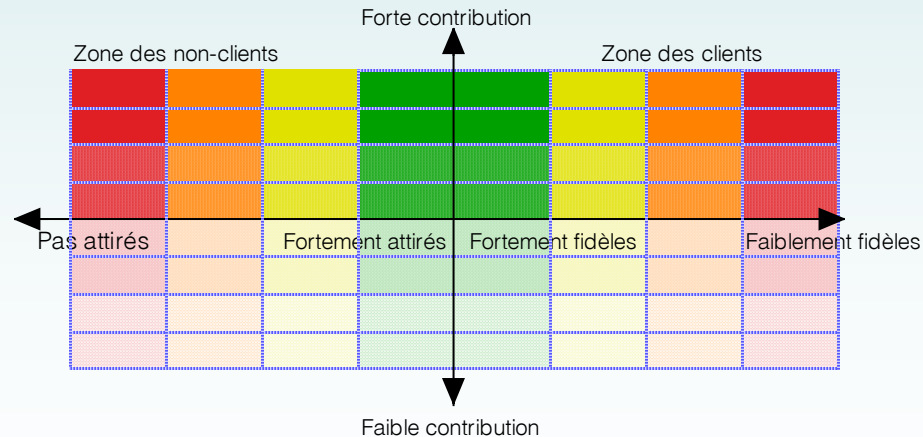 Forte contribution
Zone des non-clients
Zone des clients
Pas attirés
Fortement attirés
Fortement fidèles
Faiblement fidèles
Faible contribution